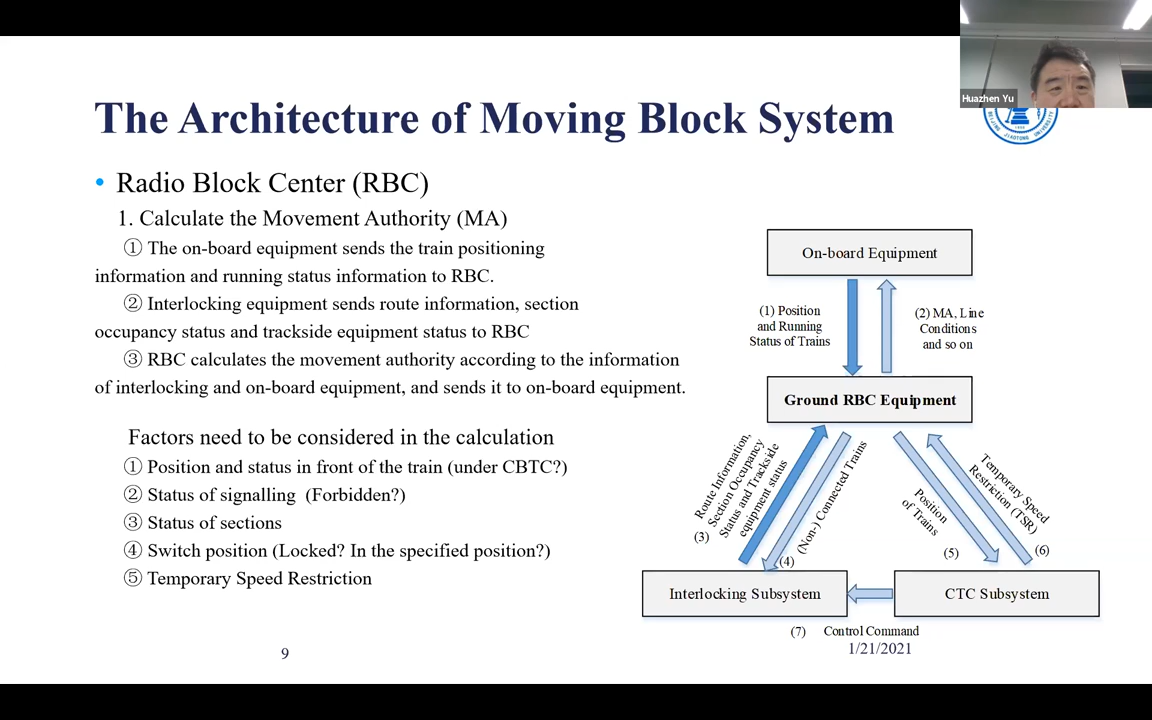 Huazhen Yu
The Architecture of Moving Block System
BEIJING JIAOTONG UNIVERSITY
• Radio Block Center (RBC)
1. Calculate the Movement Authority (MA)
① The on-board equipment sends the train positioning
information and running status information to RBC.
② Interlocking equipment sends route information, section
occupancy status and trackside equipment status to RBC
③ RBC calculates the movement authority according to the information
of interlocking and on-board equipment, and sends it to on-board equipment.
Factors need to be considered in the calculation
① Position and status in front of the train (under CBTC?)
② Status of signalling (Forbidden?)
③ Status of sections
④ Switch position (Locked? In the specified position?)
⑤ Temporary Speed Restriction
On-board Equipment
(1) Position
and Running
Status of Trains
(2) MA, Line
Conditions
and so on
Ground RBC Equipment
Route Information,
Section Occupancy
Status and Trackside
equipment status
(3)
(Non-) Connected Trains
(4)
Position
of Trains
(5)
Temporary Speed
Restriction (TSR)
(6)
Interlocking Subsystem
CTC Subsystem
(7) Control Command
9
1/21/2021